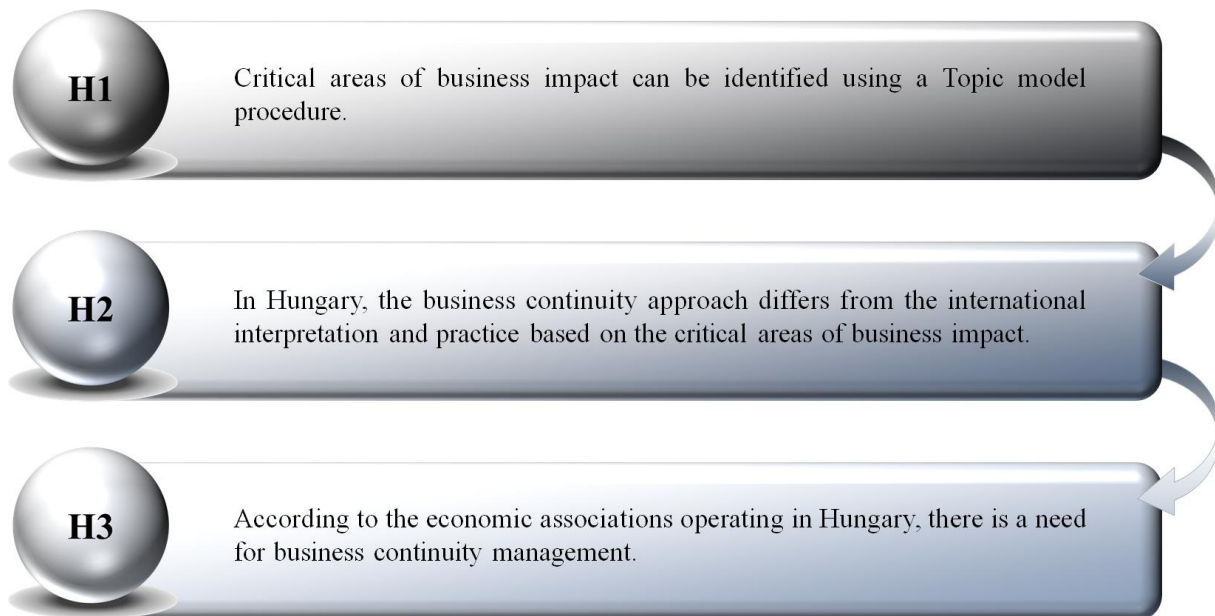 H1
Critical areas of business impact can be identified using a Topic model
procedure.
H2
In Hungary, the business continuity approach differs from the international
interpretation and practice based on the critical areas of business impact.
H3
According to the economic associations operating in Hungary, there is a need
for business continuity management.